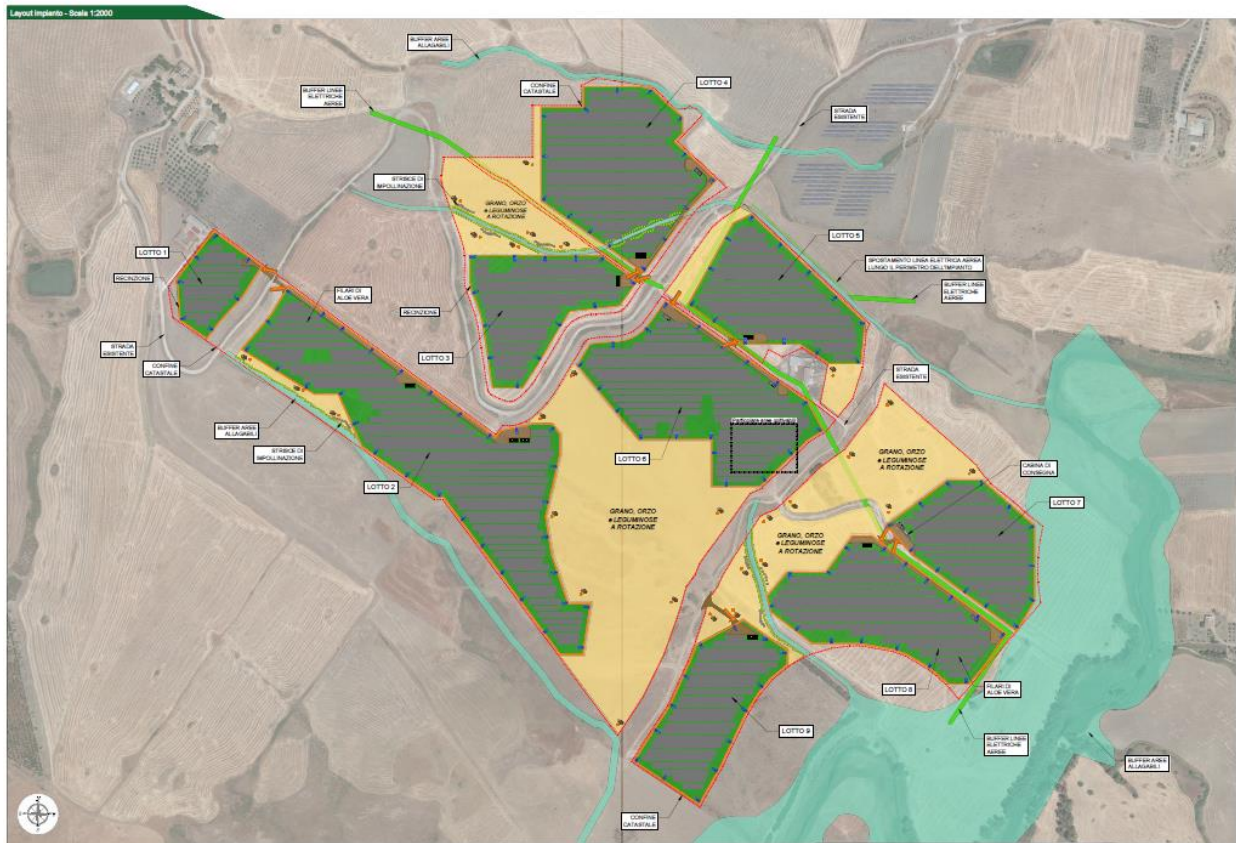 Layout Impianto - Scala 1:2000
BUFFER AREE
ALLAGABILI
CONFINE
CATASTALE
LOTTO 4
BUFFER LINEE
ELETTRICHE
AEREE
STRADA
ESISTENTE
STRISCE DI
IMPOLLINAZIONE
GRANO, ORZO
e LEGUMINOSE
A ROTAZIONE
LOTTO 5
LOTTO 1
SPOSTAMENTO LINEA ELETTRICA AEREA
LUNGO IL PERIMETRO DELL'IMPIANTO
RECINZIONE
FILARI DI
ALOE VERA
BUFFER LINEE
ELETTRICHE
AEREE
RECINZIONE
STRADA
ESISTENTE
LOTTO 3
CONFINE
CATASTALE
STRADA
ESISTENTE
BUFFER AREE
ALLAGABILI
STRISCE DI
IMPOLLINAZIONE
LOTTO 6
GRANO, ORZO
e LEGUMINOSE
A ROTAZIONE
CABINA DI
CONSEGNA
LOTTO 2
LOTTO 7
GRANO, ORZO
e LEGUMINOSE
A ROTAZIONE
GRANO, ORZO
e LEGUMINOSE
A ROTAZIONE
LOTTO 8
FILARI DI
ALOE VERA
LOTTO 9
BUFFER LINEE
ELETTRICHE
AEREE
BUFFER AREE
ALLAGABILI
CONFINE
CATASTALE